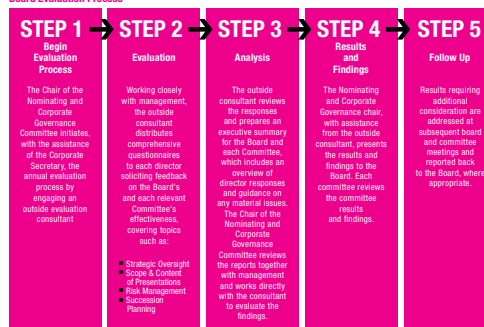 Board Evaluation Process
STEP 1
Begin
Evaluation
Process
The Chair of the
Nominating and
Corporate
Governance
Committee initiates,
with the assistance
of the Corporate
Secretary, the
annual evaluation
process by
engaging an
outside evaluation
consultant
STEP 2
Evaluation
Working closely
with management,
the outside
consultant
distributes
comprehensive
questionnaires
to each director
soliciting feedback
on the Board's
and each relevant
Committee's
effectiveness,
covering topics
such as:
■ Strategic Oversight
■ Scope & Content
of Presentations
■ Risk Management
■ Succession
Planning
STEP 3
Analysis
The outside
consultant reviews
the responses
and prepares an
executive summary
for the Board and
each Committee,
which includes an
overview of
director responses
and guidance on
any material issues.
The Chair of the
Nominating and
Corporate
Governance
Committee reviews
the reports together
with management
and works directly
with the consultant
to evaluate the
findings.
STEP 4
Results
and
Findings
The Nominating
and Corporate
Governance chair,
with assistance
from the outside
consultant, presents
the results and
findings to the
Board. Each
committee reviews
the committee
results
and findings.
STEP 5
Follow Up
Results requiring
additional
consideration are
addressed at
subsequent board
and committee
meetings and
reported back
to the Board, where
appropriate.